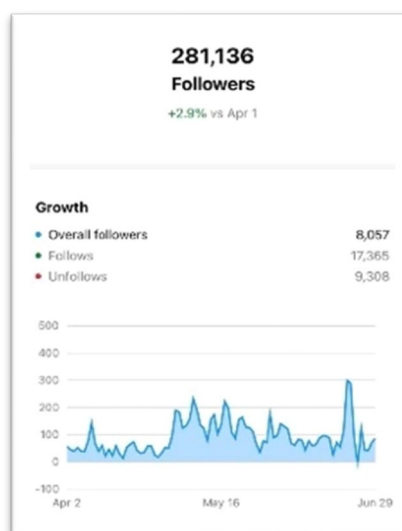 281,136
Followers
+2.9% vs Apr 1
Growth
Overall followers 8,057
Follows 17,365
Unfollows 9,308
500
400
300
200
100
0
-100
Apr 2 May 16 Jun 29